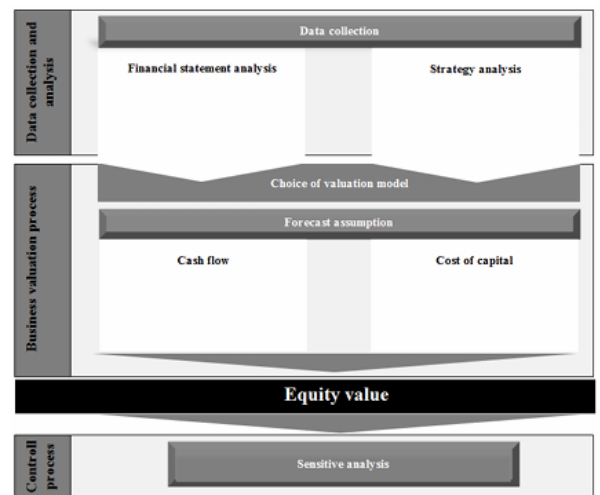 Data collection and
analysis
Data collection
Financial statement analysis
Strategy analysis
Business valuation process
Choice of valuation model
Forecast assumption
Cash flow
Cost of capital
Equity value
Controll
process
Sensitive analysis